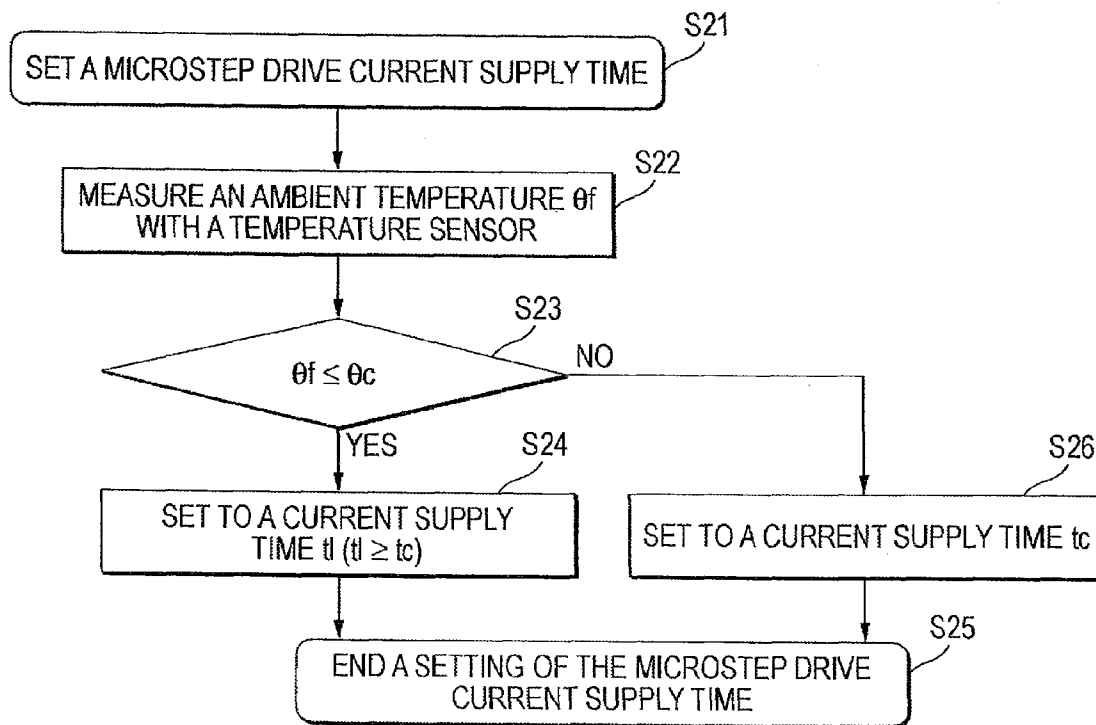 S21
SET A MICROSTEP DRIVE CURRENT SUPPLY TIME
S22
MEASURE AN AMBIENT TEMPERATURE θf
WITH A TEMPERATURE SENSOR
S23
θf ≤ θc
NO
YES
S24
SET TO A CURRENT SUPPLY
TIME tl (tl ≥ tc)
S26
SET TO A CURRENT SUPPLY TIME tc
S25
END A SETTING OF THE MICROSTEP DRIVE
CURRENT SUPPLY TIME